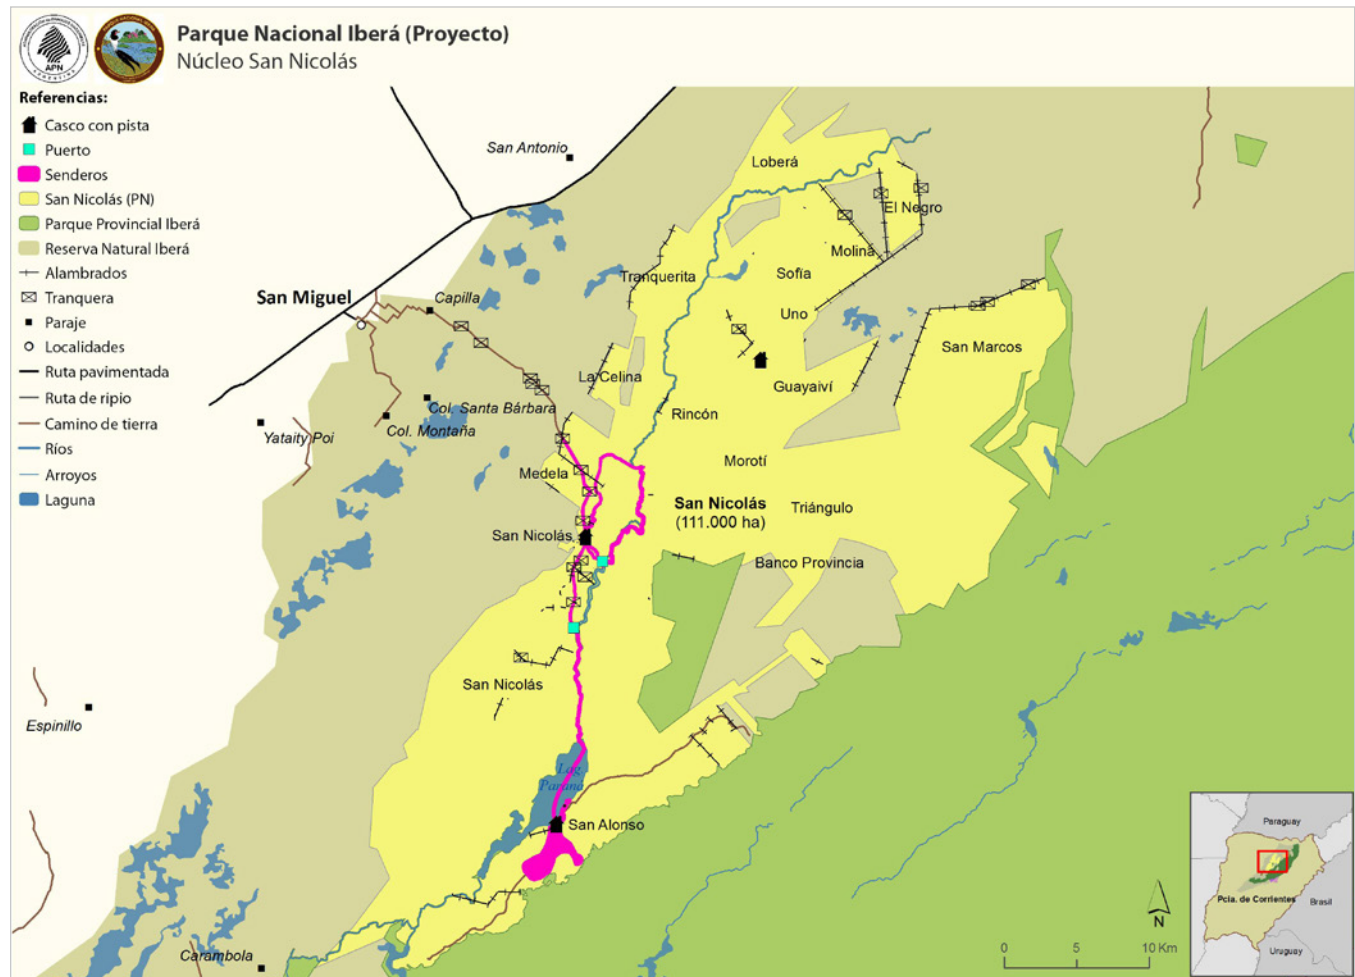 Parque Nacional Iberá (Proyecto)
Núcleo San Nicolás
APN
Referencias:
Casco con pista
Puerto
Senderos
San Nicolás (PN)
Parque Provincial Iberá
Reserva Natural Iberá
Alambrados
Tranquera
Paraje
Localidades
Ruta pavimentada
Ruta de ripio
Camino de tierra
Ríos
Arroyos
Laguna
San Antonio
Loberá
El Negro
Molina
Tranquerita
Sofía
San Miguel
Capilla
Uno
San Marcos
La Celina
Guayaiví
Col. Santa Bárbara
Rincón
Col. Montaña
Yataity Poi
Morotí
Medela
San Nicolás
(111.000 ha)
Triángulo
San Nicolás
Banco Provincia
San Nicolás
Espinillo
Lag.
Paraná
San Alonso
Carambola
N
0 5 10 Km
Paraguay
Pcia. de Corrientes
Brasil
Uruguay